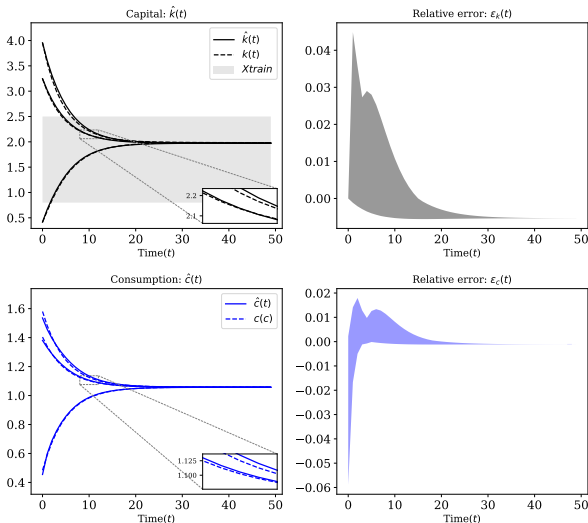 Capital: k̂(t)
4.0
3.5
3.0
2.5
2.0
1.5
1.0
0.5
k̂(t)
k(t)
Xtrain
2.2
2.1
0 10 20 30 40 50
Time(t)
Relative error: εk(t)
0.04
0.03
0.02
0.01
0.00
0 10 20 30 40 50
Time(t)
Consumption: ĉ(t)
1.6
1.4
1.2
1.0
0.8
0.6
0.4
ĉ(t)
c(c)
1.125
1.100
0 10 20 30 40 50
Time(t)
Relative error: εc(t)
0.02
0.01
0.00
−0.01
−0.02
−0.03
−0.04
−0.05
−0.06
0 10 20 30 40 50
Time(t)